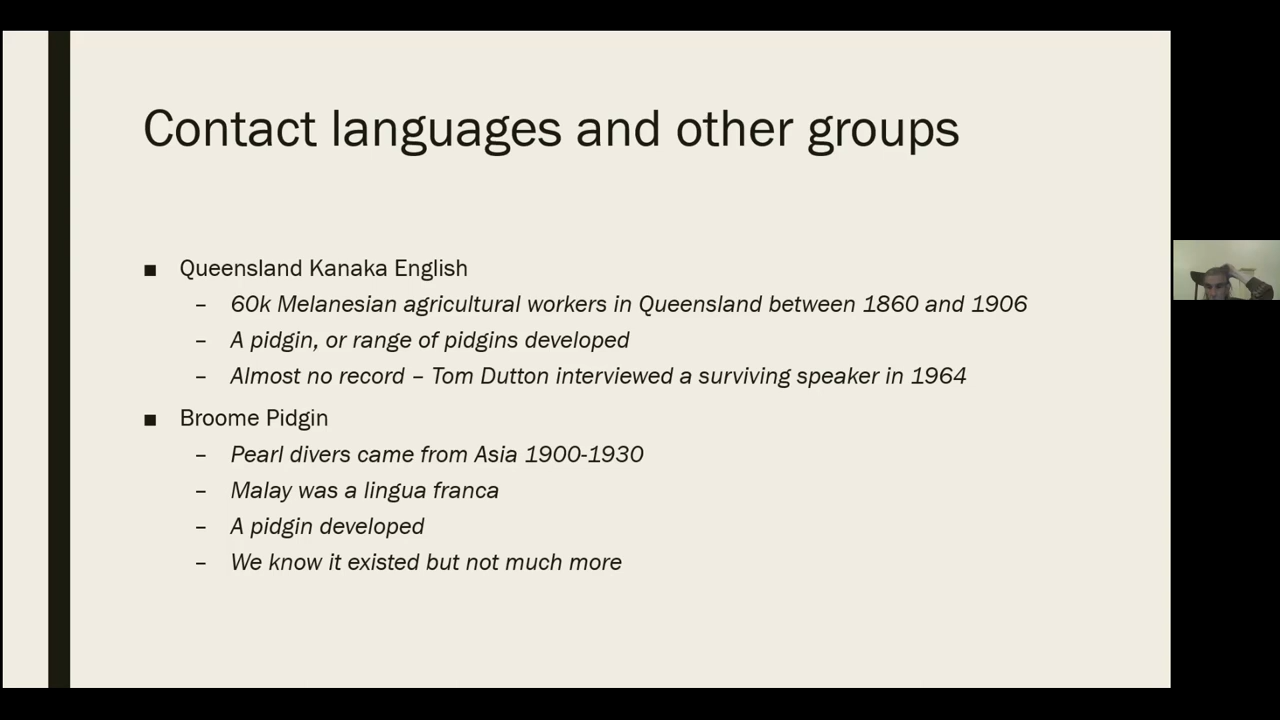 Contact languages and other groups
■ Queensland Kanaka English
– 60k Melanesian agricultural workers in Queensland between 1860 and 1906
– A pidgin, or range of pidgins developed
– Almost no record – Tom Dutton interviewed a surviving speaker in 1964
■ Broome Pidgin
– Pearl divers came from Asia 1900-1930
– Malay was a lingua franca
– A pidgin developed
– We know it existed but not much more